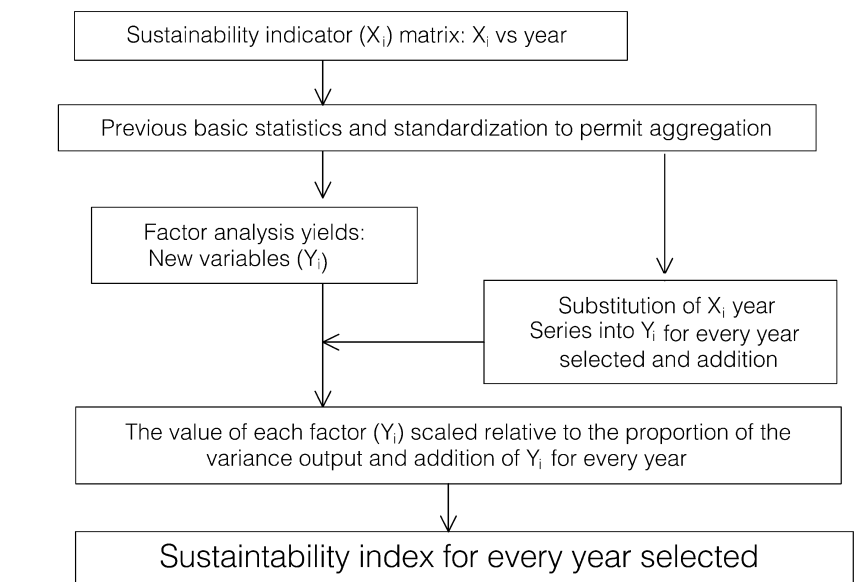 Sustainability indicator (Xᵢ) matrix: Xᵢ vs year
Previous basic statistics and standardization to permit aggregation
Factor analysis yields:
New variables (Yᵢ)
Substitution of Xᵢ year
Series into Yᵢ for every year
selected and addition
The value of each factor (Yᵢ) scaled relative to the proportion of the
variance output and addition of Yᵢ for every year
Sustaintability index for every year selected